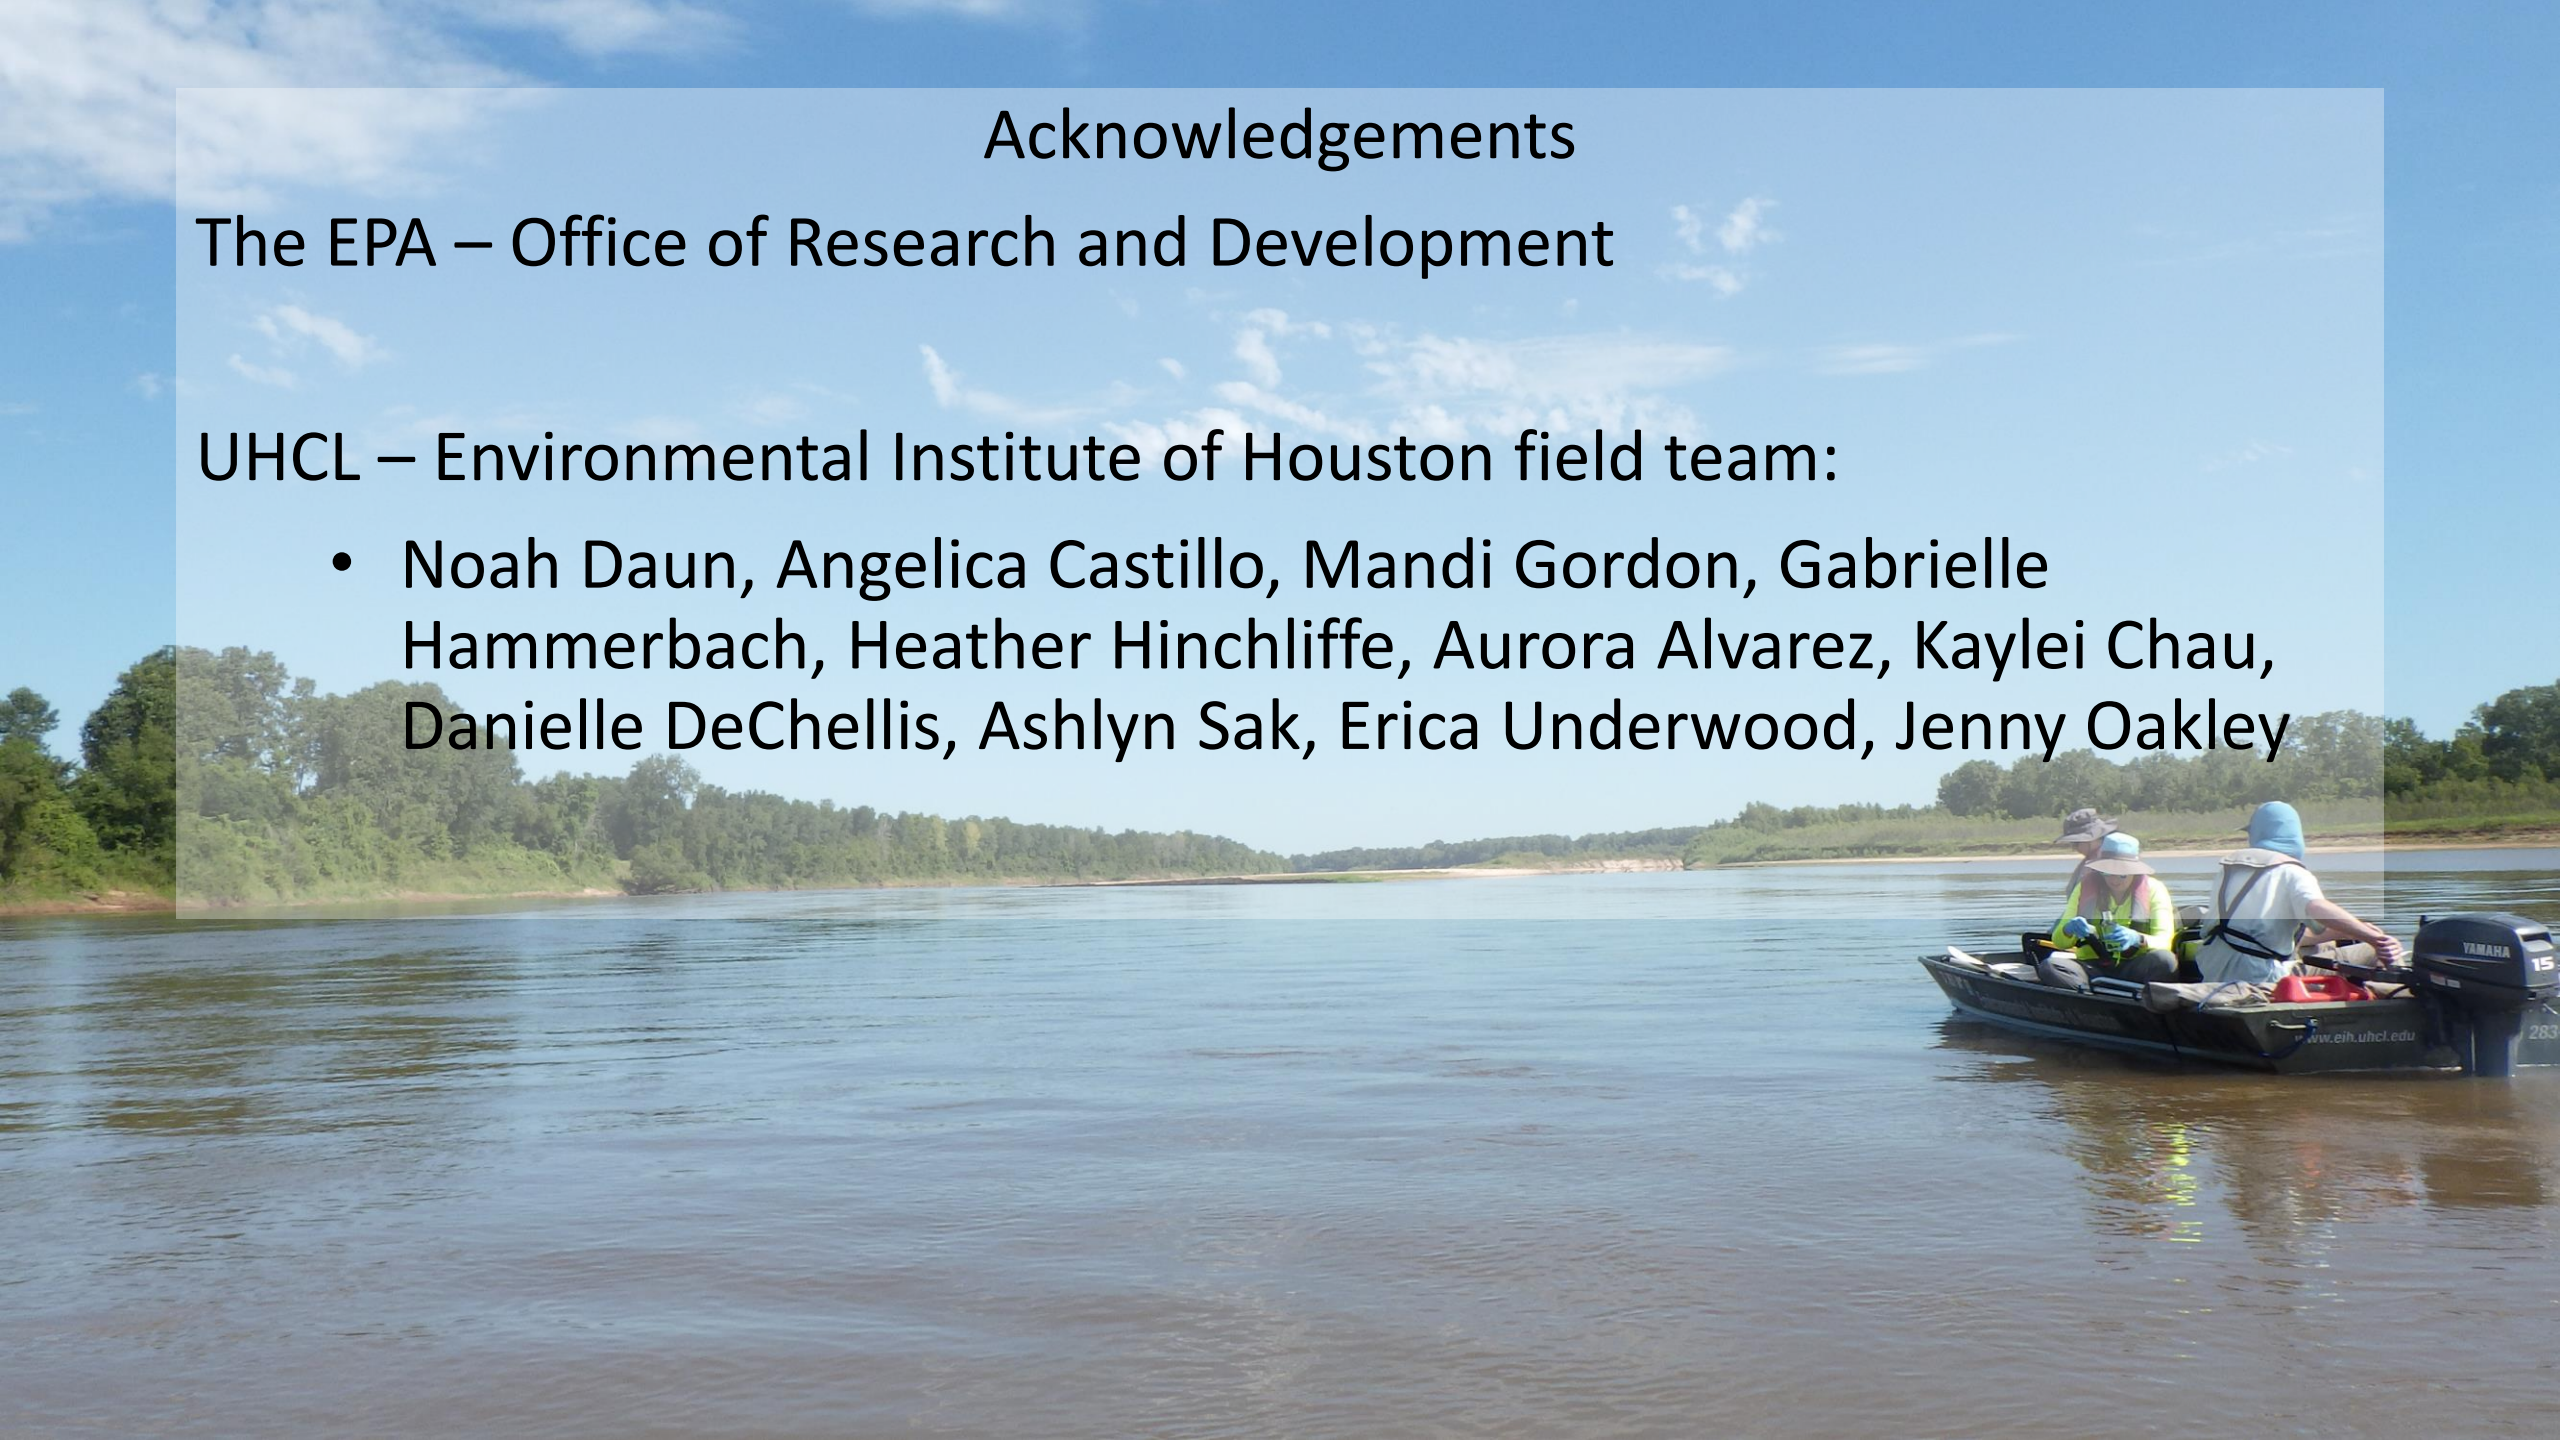 Acknowledgements
The EPA – Office of Research and Development
UHCL – Environmental Institute of Houston field team:
• Noah Daun, Angelica Castillo, Mandi Gordon, Gabrielle
Hammerbach, Heather Hinchliffe, Aurora Alvarez, Kaylei Chau,
Danielle DeChellis, Ashlyn Sak, Erica Underwood, Jenny Oakley
YAMAHA
15
www.eih.uhcl.edu
283